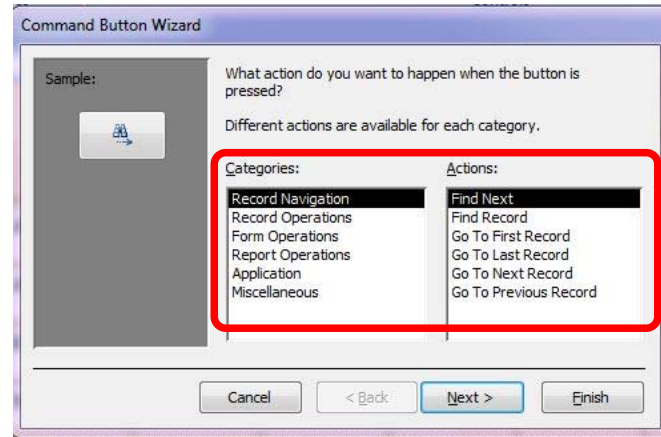 Command Button Wizard
Sample:
What action do you want to happen when the button is
pressed?
Different actions are available for each category.
Categories:
Record Navigation
Record Operations
Form Operations
Report Operations
Application
Miscellaneous
Actions:
Find Next
Find Record
Go To First Record
Go To Last Record
Go To Next Record
Go To Previous Record
Cancel
< Back
Next >
Finish